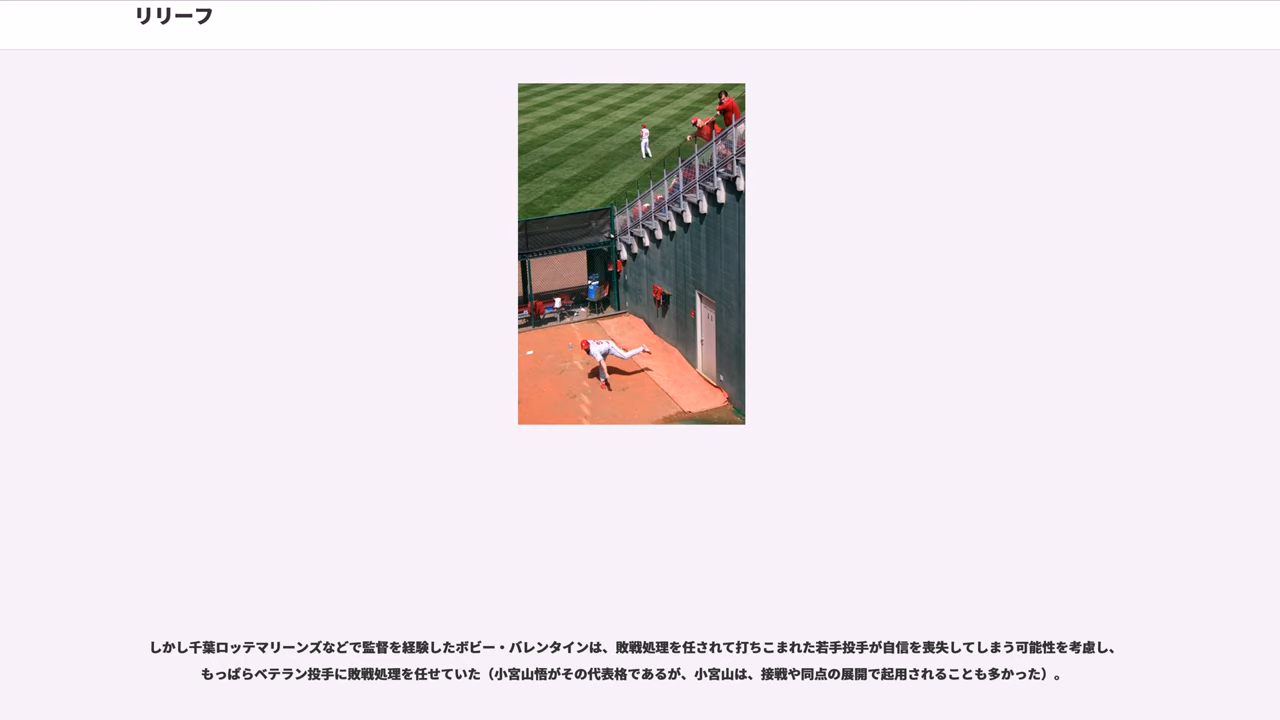 リリーフ
しかし千葉ロッテマリーンズなどで監督を経験したボビー・バレンタインは、敗戦処理を任されて打ちこまれた若手投手が自信を喪失してしまう可能性を考慮し、
もっぱらベテラン投手に敗戦処理を任せていた（小宮山悟がその代表格であるが、小宮山は、接戦や同点の展開で起用されることも多かった）。